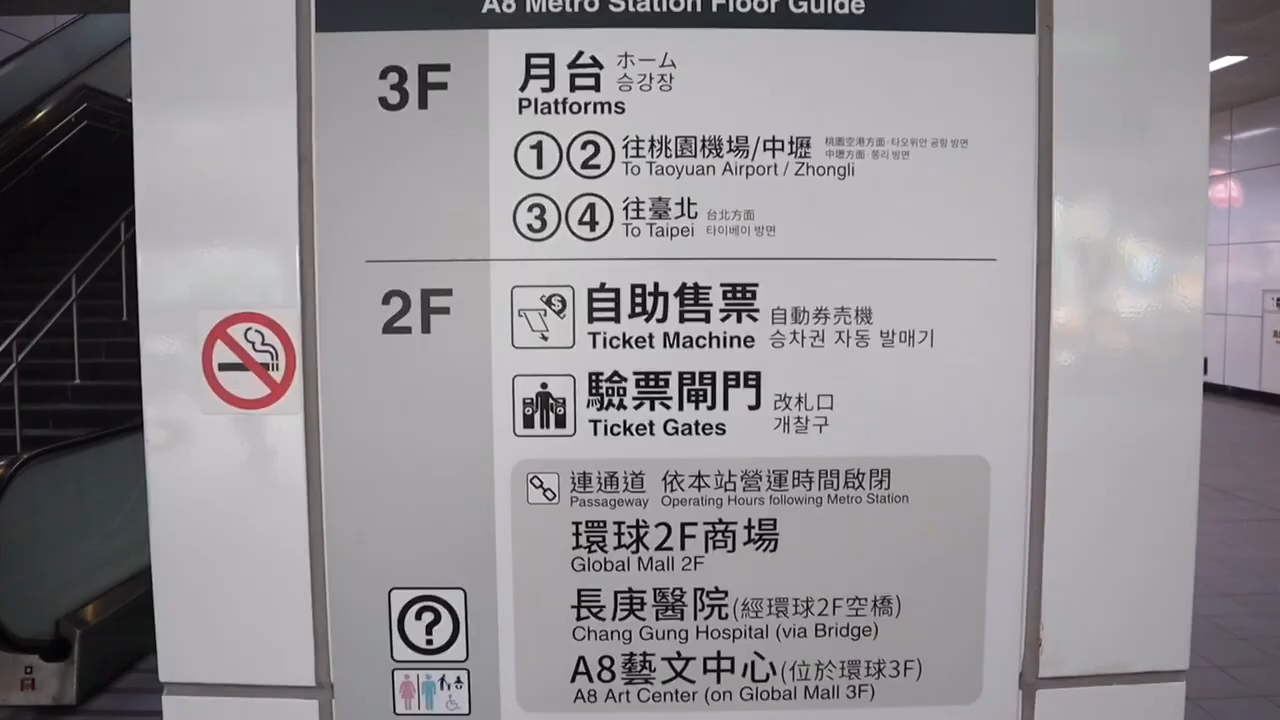 A8 Metro Station Floor Guide
3F
月台 ホーム
승강장
Platforms
①② 往桃園機場/中壢 桃園空港方面·타오위안 공항 방면
To Taoyuan Airport / Zhongli 中壢方面·쭝리 방면
③④ 往臺北 台北方面
To Taipei 타이베이 방면
2F
自助售票 自動券売機
Ticket Machine 승차권 자동 발매기
驗票閘門 改札口
Ticket Gates 개찰구
連通道 依本站營運時間啟閉
Passageway Operating Hours following Metro Station
環球2F商場
Global Mall 2F
長庚醫院(經環球2F空橋)
Chang Gung Hospital (via Bridge)
A8藝文中心(位於環球3F)
A8 Art Center (on Global Mall 3F)